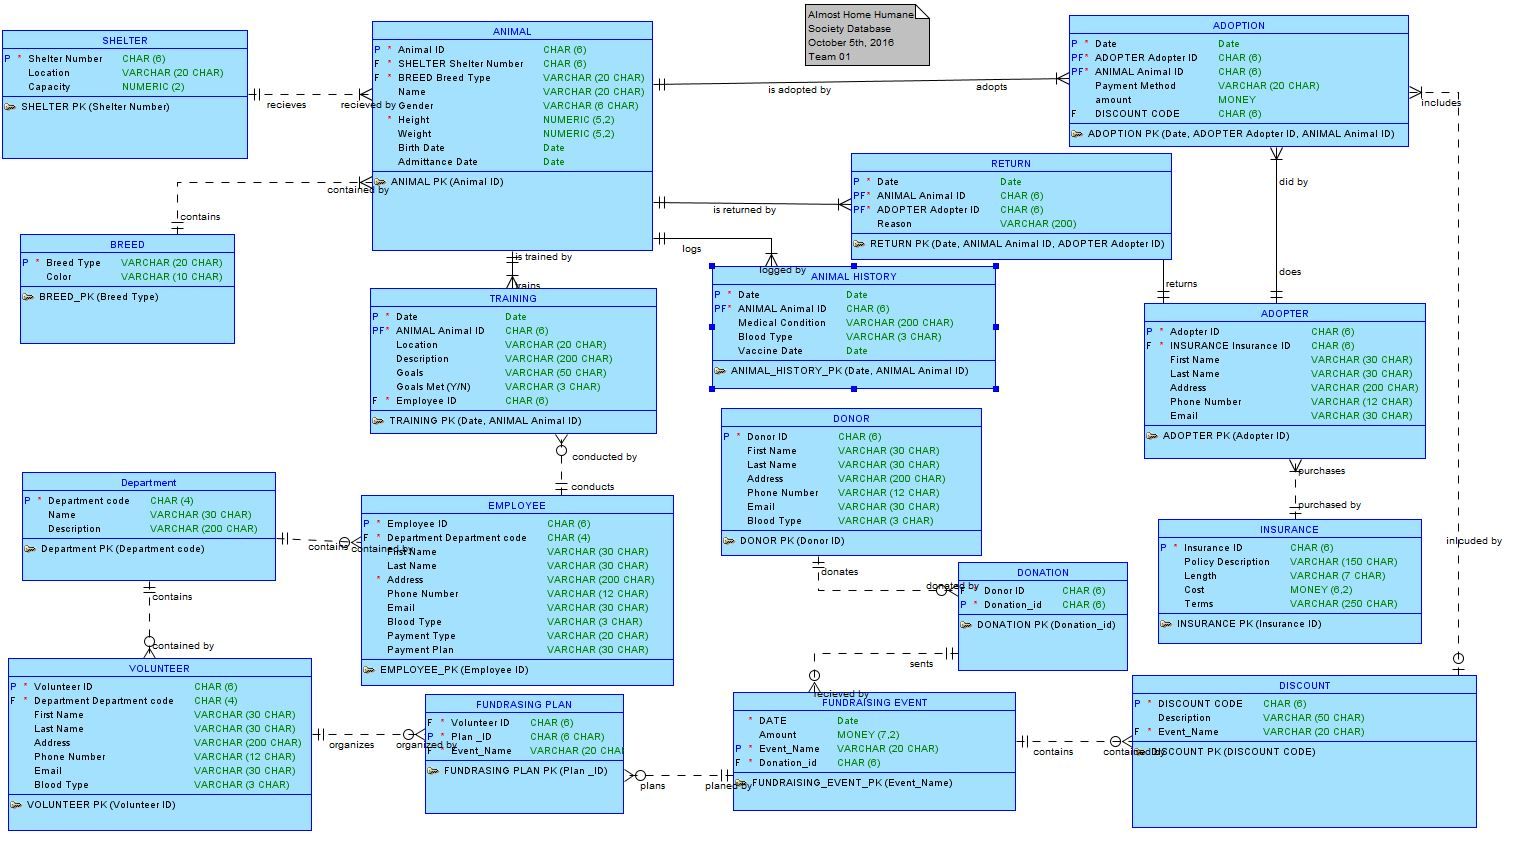 Almost Home Humane
Society Database
October 5th, 2016
Team 01
SHELTER
P * Shelter Number CHAR (6)
Location VARCHAR (20 CHAR)
Capacity NUMERIC (2)
SHELTER PK (Shelter Number)
recieves
recieved by
ANIMAL
P * Animal ID CHAR (6)
F * SHELTER Shelter Number CHAR (6)
F * BREED Breed Type VARCHAR (20 CHAR)
Name VARCHAR (20 CHAR)
Gender VARCHAR (6 CHAR)
* Height NUMERIC (5,2)
Weight NUMERIC (5,2)
Birth Date Date
Admittance Date Date
ANIMAL PK (Animal ID)
is adopted by
adopts
ADOPTION
P * Date Date
PF* ADOPTER Adopter ID CHAR (6)
PF* ANIMAL Animal ID CHAR (6)
Payment Method VARCHAR (20 CHAR)
amount MONEY
F DISCOUNT CODE CHAR (6)
ADOPTION PK (Date, ADOPTER Adopter ID, ANIMAL Animal ID)
includes
contained by
contains
BREED
P * Breed Type VARCHAR (20 CHAR)
Color VARCHAR (10 CHAR)
BREED_PK (Breed Type)
is returned by
RETURN
P * Date Date
PF* ANIMAL Animal ID CHAR (6)
PF* ADOPTER Adopter ID CHAR (6)
Reason VARCHAR (200)
RETURN PK (Date, ANIMAL Animal ID, ADOPTER Adopter ID)
did by
does
returns
logs
logged by
is trained by
trains
TRAINING
P * Date Date
PF* ANIMAL Animal ID CHAR (6)
Location VARCHAR (20 CHAR)
Description VARCHAR (200 CHAR)
Goals VARCHAR (50 CHAR)
Goals Met (Y/N) VARCHAR (3 CHAR)
F * Employee ID CHAR (6)
TRAINING PK (Date, ANIMAL Animal ID)
ANIMAL HISTORY
P * Date Date
PF* ANIMAL Animal ID CHAR (6)
Medical Condition VARCHAR (200 CHAR)
Blood Type VARCHAR (3 CHAR)
Vaccine Date Date
ANIMAL_HISTORY_PK (Date, ANIMAL Animal ID)
ADOPTER
P * Adopter ID CHAR (6)
F * INSURANCE Insurance ID CHAR (6)
First Name VARCHAR (30 CHAR)
Last Name VARCHAR (30 CHAR)
Address VARCHAR (200 CHAR)
Phone Number VARCHAR (12 CHAR)
Email VARCHAR (30 CHAR)
ADOPTER PK (Adopter ID)
purchases
purchased by
conducted by
conducts
DONOR
P * Donor ID CHAR (6)
First Name VARCHAR (30 CHAR)
Last Name VARCHAR (30 CHAR)
Address VARCHAR (200 CHAR)
Phone Number VARCHAR (12 CHAR)
Email VARCHAR (30 CHAR)
Blood Type VARCHAR (3 CHAR)
DONOR PK (Donor ID)
donates
donated by
Department
P * Department code CHAR (4)
Name VARCHAR (30 CHAR)
Description VARCHAR (200 CHAR)
Department PK (Department code)
contains
contained by
contains
contained by
EMPLOYEE
P * Employee ID CHAR (6)
F * Department Department code CHAR (4)
First Name VARCHAR (30 CHAR)
Last Name VARCHAR (30 CHAR)
* Address VARCHAR (200 CHAR)
Phone Number VARCHAR (12 CHAR)
Email VARCHAR (30 CHAR)
Blood Type VARCHAR (3 CHAR)
Payment Type VARCHAR (20 CHAR)
Payment Plan VARCHAR (30 CHAR)
EMPLOYEE_PK (Employee ID)
INSURANCE
P * Insurance ID CHAR (6)
Policy Description VARCHAR (150 CHAR)
Length VARCHAR (7 CHAR)
Cost MONEY (6,2)
Terms VARCHAR (250 CHAR)
INSURANCE PK (Insurance ID)
inlcuded by
DONATION
F * Donor ID CHAR (6)
P * Donation_id CHAR (6)
DONATION PK (Donation_id)
sents
recieved by
VOLUNTEER
P * Volunteer ID CHAR (6)
F * Department Department code CHAR (4)
First Name VARCHAR (30 CHAR)
Last Name VARCHAR (30 CHAR)
Address VARCHAR (200 CHAR)
Phone Number VARCHAR (12 CHAR)
Email VARCHAR (30 CHAR)
Blood Type VARCHAR (3 CHAR)
VOLUNTEER PK (Volunteer ID)
organizes
organized by
FUNDRASING PLAN
F * Volunteer ID CHAR (6)
P * Plan _ID CHAR (6 CHAR)
F * Event_Name VARCHAR (20 CHA
FUNDRASING PLAN PK (Plan _ID)
plans
planed by
FUNDRAISING EVENT
* DATE Date
Amount MONEY (7,2)
P * Event_Name VARCHAR (20 CHAR)
F * Donation_id CHAR (6)
FUNDRAISING_EVENT_PK (Event_Name)
contains
contained by
DISCOUNT
P * DISCOUNT CODE CHAR (6)
Description VARCHAR (50 CHAR)
F * Event_Name VARCHAR (20 CHAR)
DISCOUNT PK (DISCOUNT CODE)